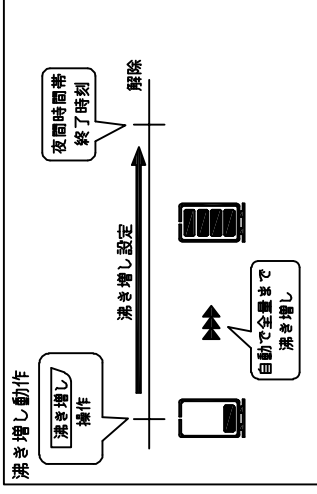 沸き増し動作
沸き増し
操作
沸き増し設定
夜間時間帯
終了時刻
解除
自動で全量まで
沸き増し